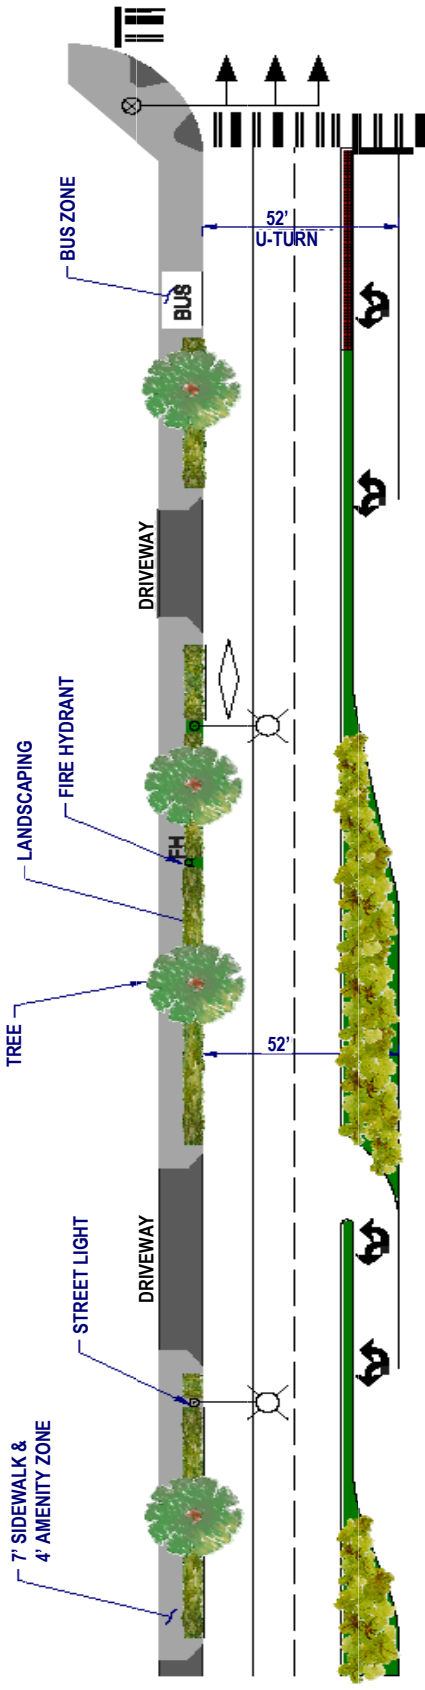 7' SIDEWALK &
4' AMENITY ZONE
STREET LIGHT
TREE
LANDSCAPING
FIRE HYDRANT
BUS ZONE
DRIVEWAY
FH
DRIVEWAY
BUS
52'
52'
U-TURN